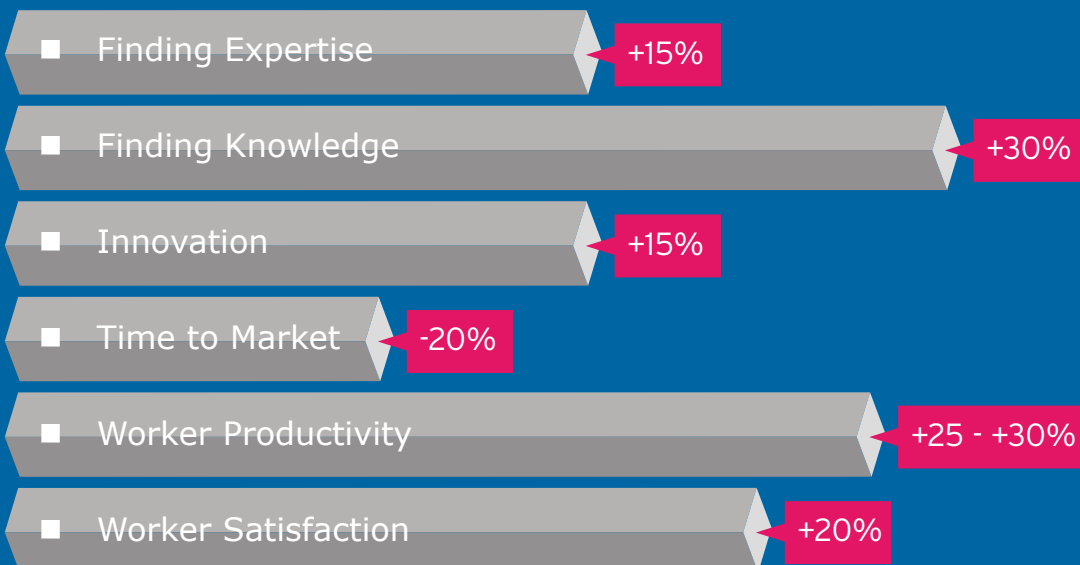 Finding Expertise +15%
Finding Knowledge +30%
Innovation +15%
Time to Market -20%
Worker Productivity +25 - +30%
Worker Satisfaction +20%